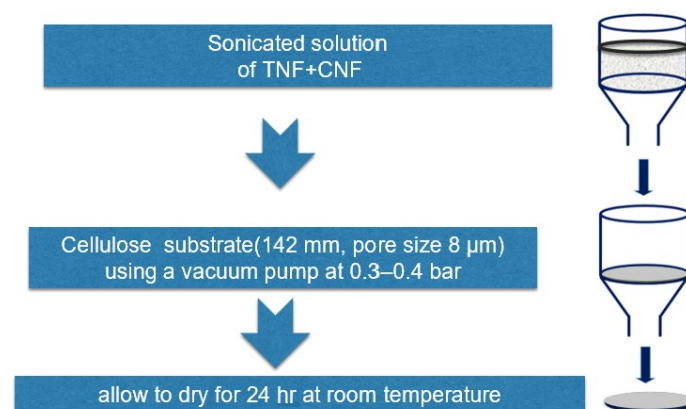 Sonicated solution
of TNF+CNF
Cellulose substrate(142 mm, pore size 8 μm)
using a vacuum pump at 0.3–0.4 bar
allow to dry for 24 hr at room temperature